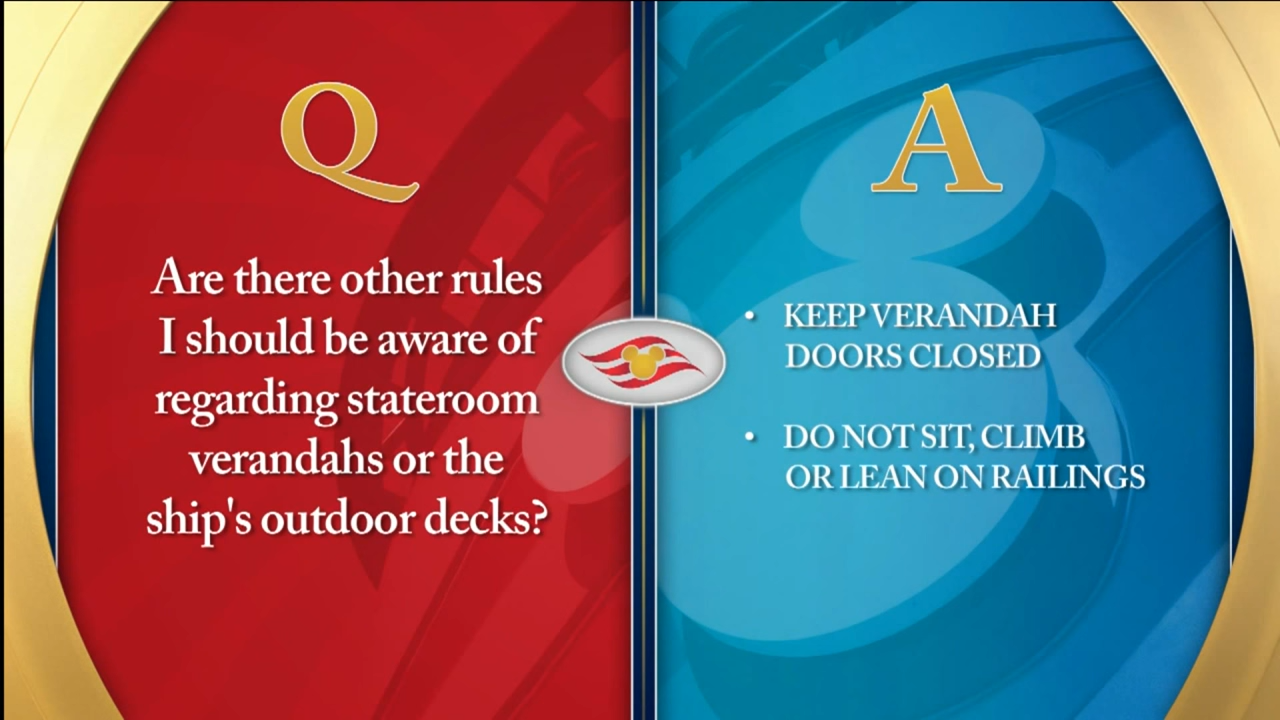 Q
Are there other rules
I should be aware of
regarding stateroom
verandahs or the
ship's outdoor decks?
A
• KEEP VERANDAH
DOORS CLOSED
• DO NOT SIT, CLIMB
OR LEAN ON RAILINGS